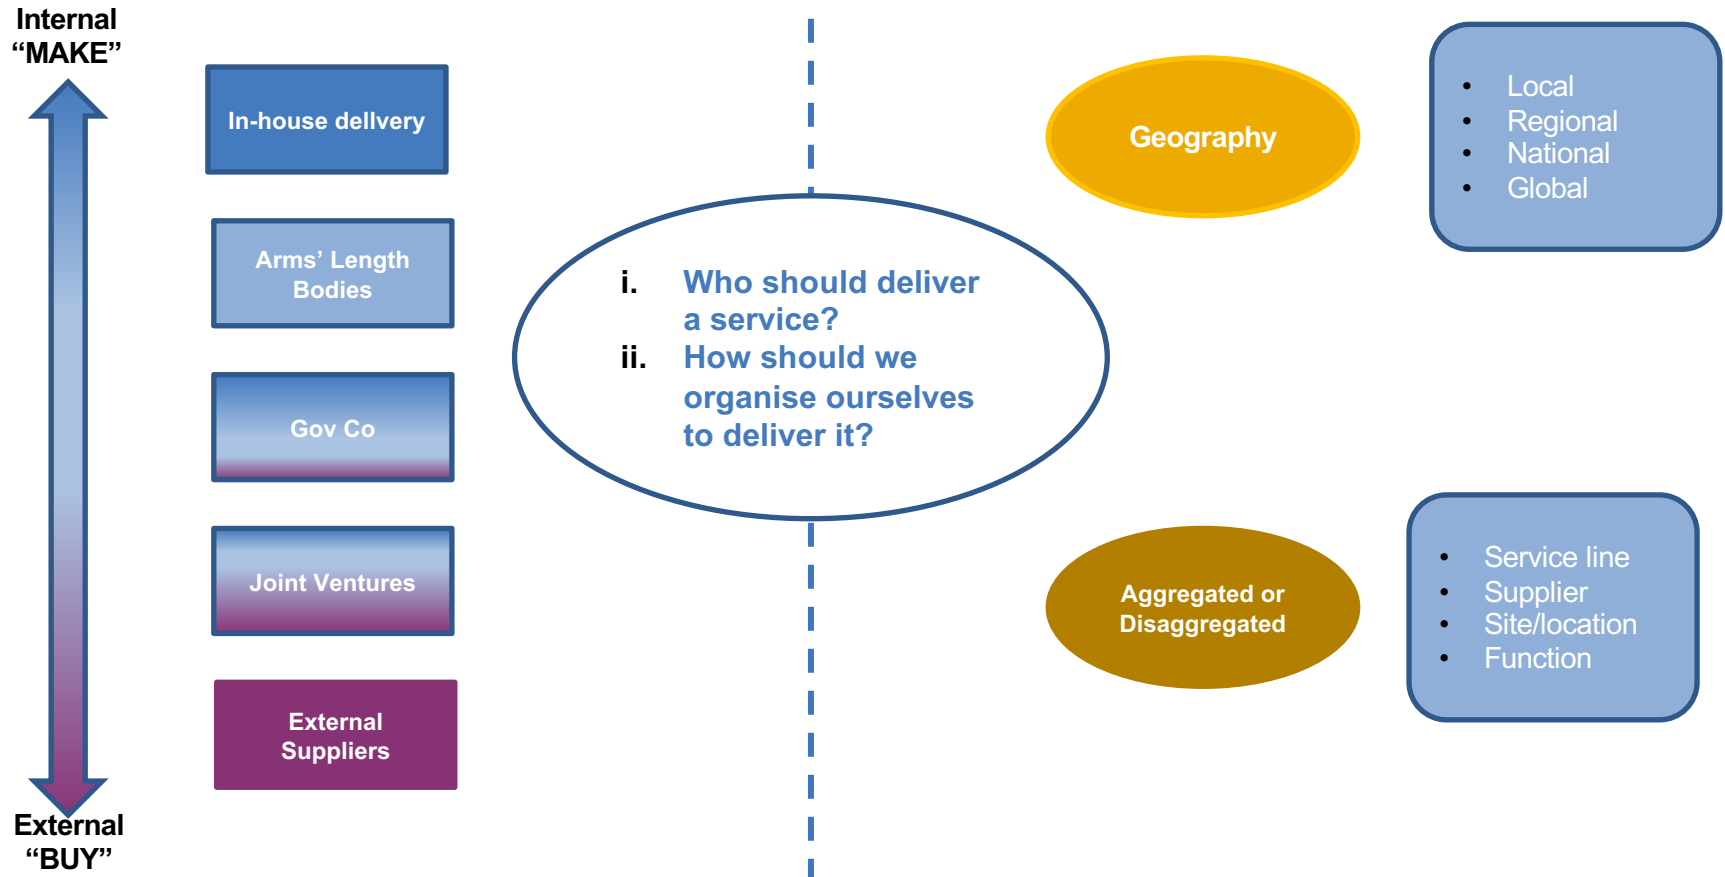 Internal
“MAKE”
In-house delIvery
Arms’ Length
Bodies
Gov Co
Joint Ventures
External
Suppliers
External
“BUY”
i. Who should deliver
a service?
ii. How should we
organise ourselves
to deliver it?
Geography
• Local
• Regional
• National
• Global
Aggregated or
Disaggregated
• Service line
• Supplier
• Site/location
• Function